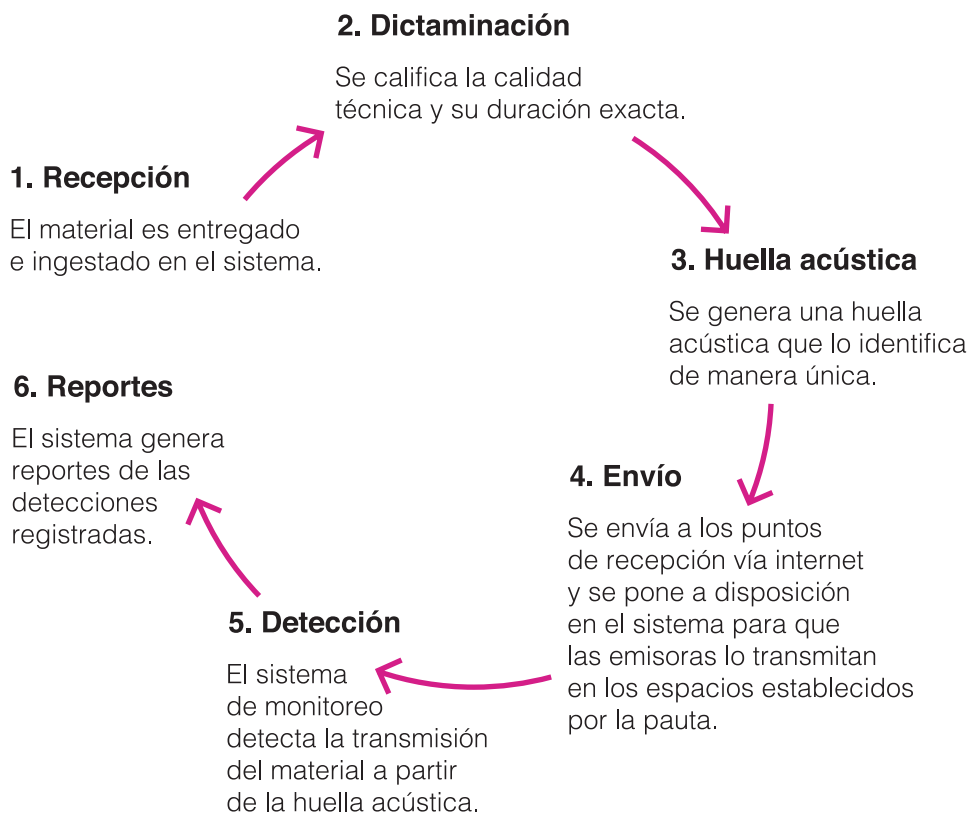 1. Recepción
El material es entregado
e ingestado en el sistema.
2. Dictaminación
Se califica la calidad
técnica y su duración exacta.
3. Huella acústica
Se genera una huella
acústica que lo identifica
de manera única.
4. Envío
Se envía a los puntos
de recepción vía internet
y se pone a disposición
en el sistema para que
las emisoras lo transmitan
en los espacios establecidos
por la pauta.
5. Detección
El sistema
de monitoreo
detecta la transmisión
del material a partir
de la huella acústica.
6. Reportes
El sistema genera
reportes de las
detecciones
registradas.